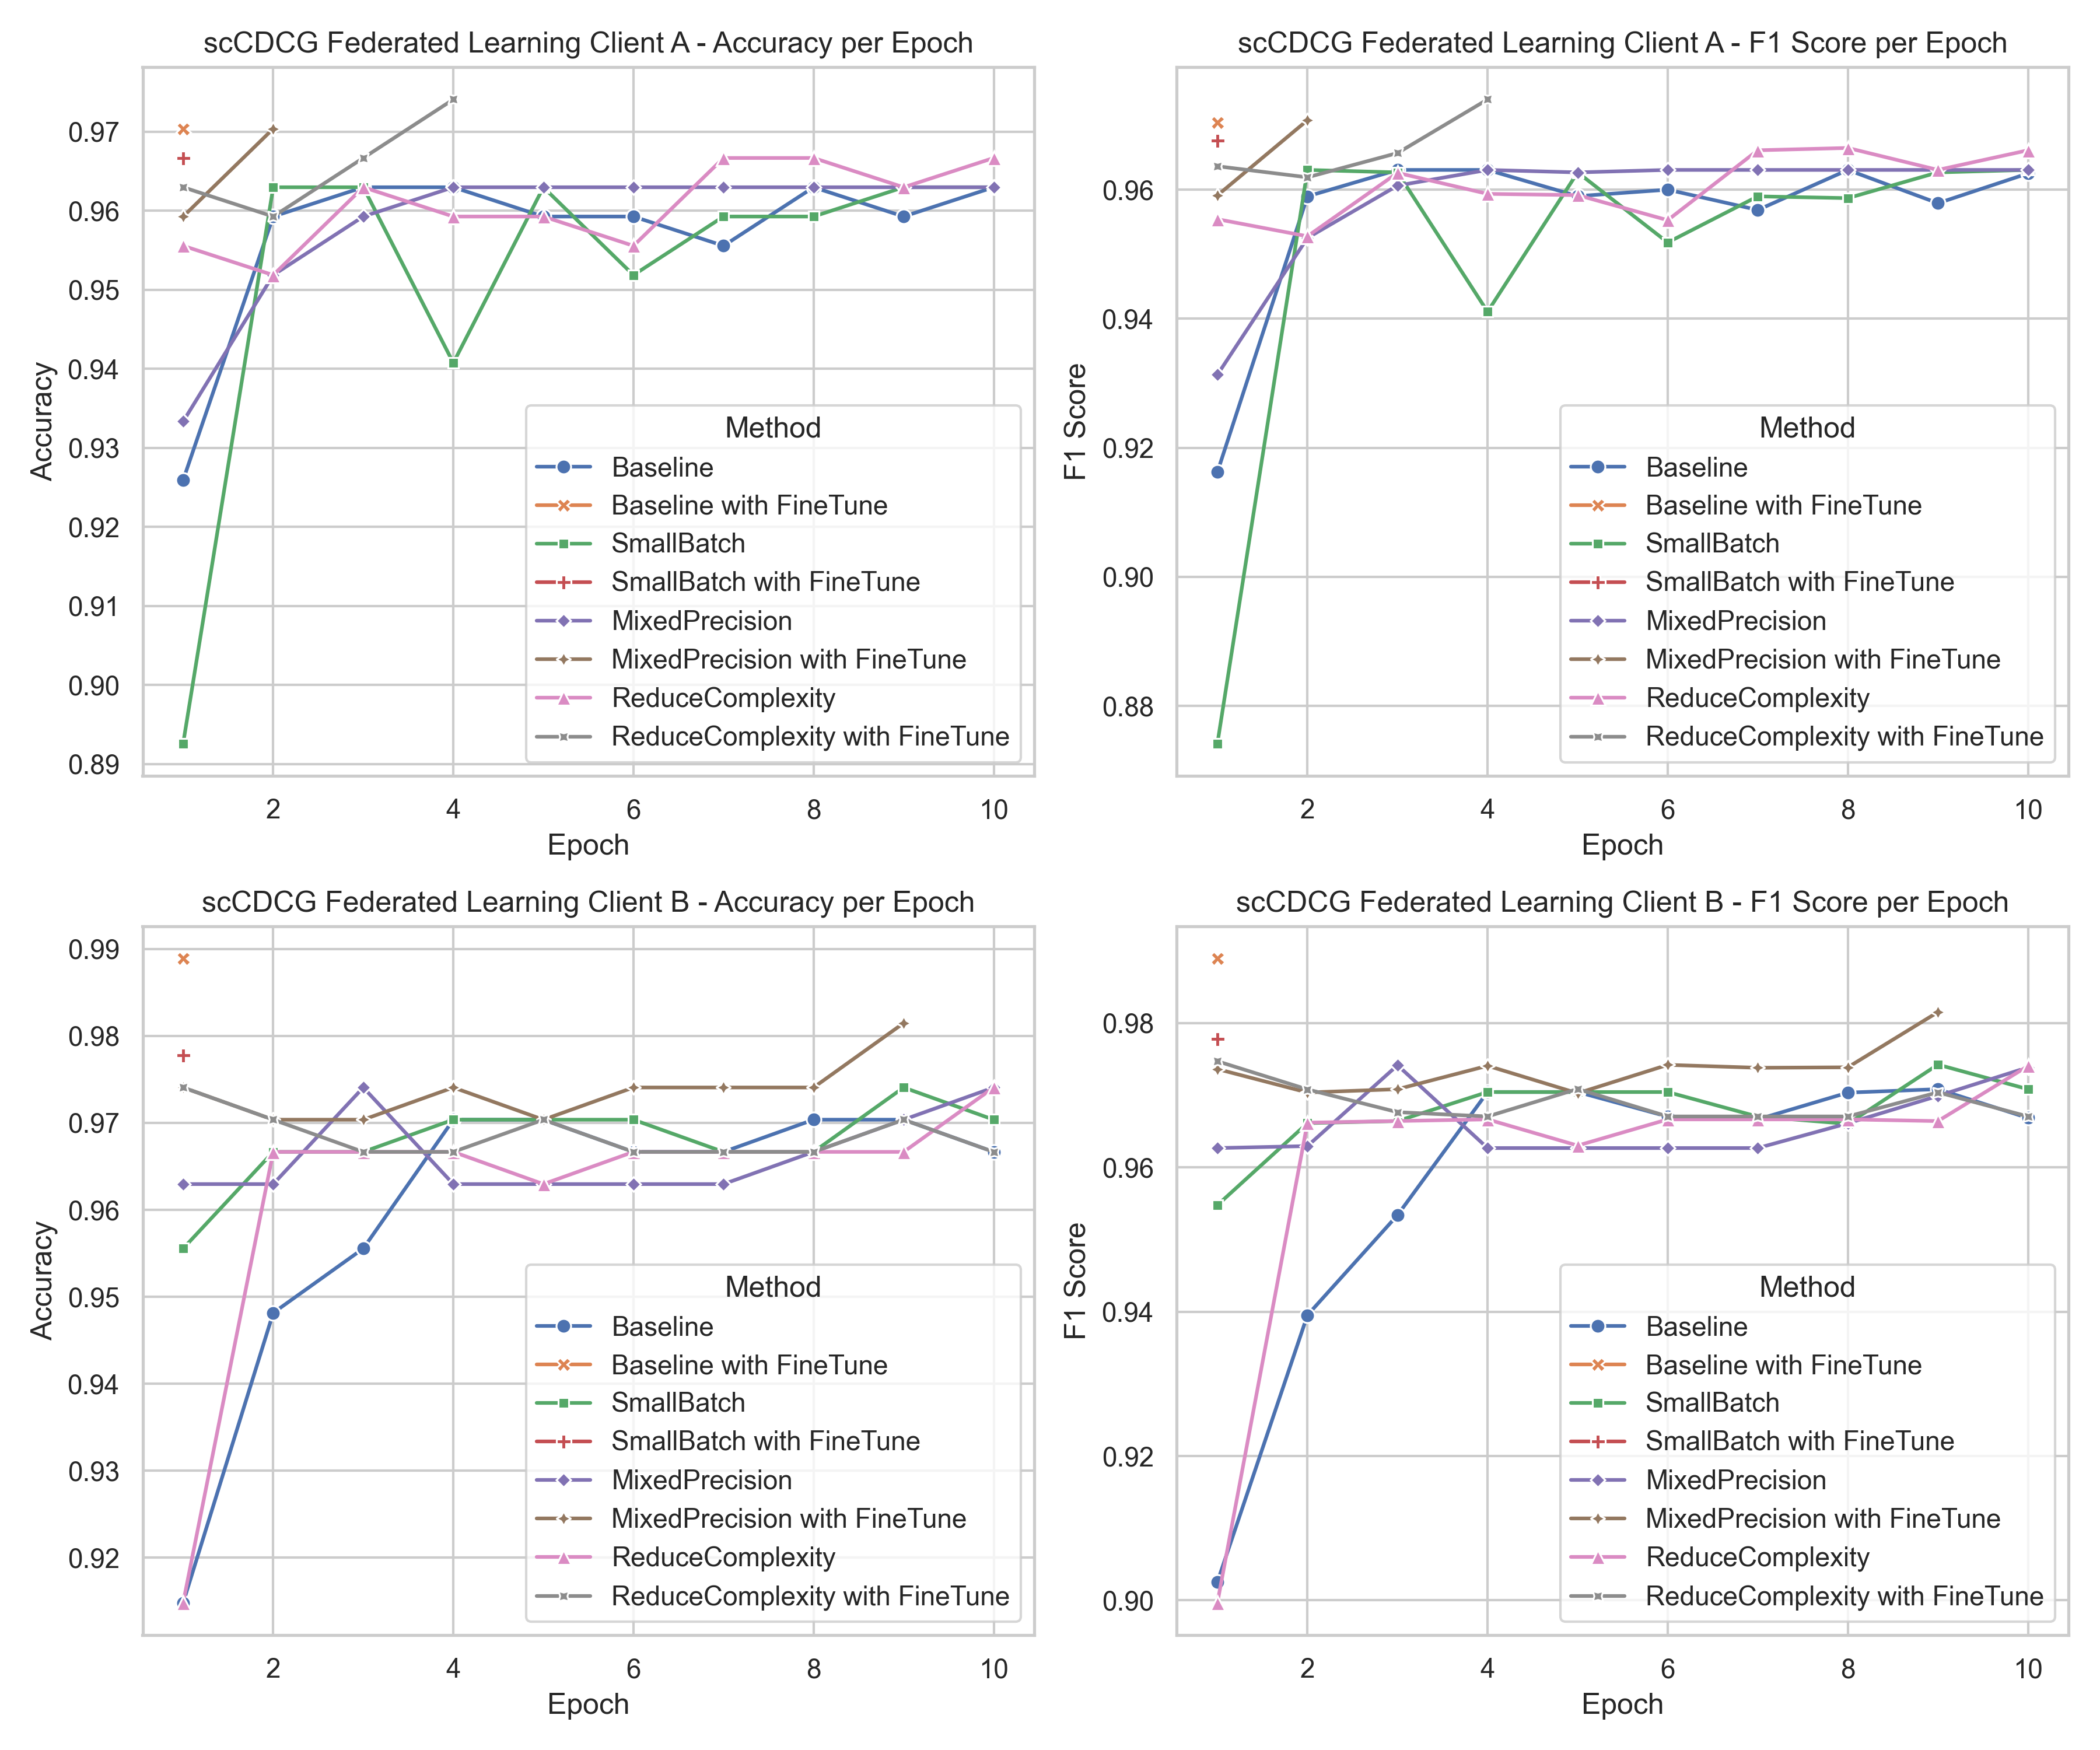 scCDCG Federated Learning Client A - Accuracy per Epoch
0.97
0.96
0.95
0.94
0.93
0.92
0.91
0.90
0.89
Accuracy
2 4 6 8 10
Epoch
Method
Baseline
Baseline with FineTune
SmallBatch
SmallBatch with FineTune
MixedPrecision
MixedPrecision with FineTune
ReduceComplexity
ReduceComplexity with FineTune
scCDCG Federated Learning Client A - F1 Score per Epoch
0.96
0.94
0.92
0.90
0.88
F1 Score
2 4 6 8 10
Epoch
Method
Baseline
Baseline with FineTune
SmallBatch
SmallBatch with FineTune
MixedPrecision
MixedPrecision with FineTune
ReduceComplexity
ReduceComplexity with FineTune
scCDCG Federated Learning Client B - Accuracy per Epoch
0.99
0.98
0.97
0.96
0.95
0.94
0.93
0.92
Accuracy
2 4 6 8 10
Epoch
Method
Baseline
Baseline with FineTune
SmallBatch
SmallBatch with FineTune
MixedPrecision
MixedPrecision with FineTune
ReduceComplexity
ReduceComplexity with FineTune
scCDCG Federated Learning Client B - F1 Score per Epoch
0.98
0.96
0.94
0.92
0.90
F1 Score
2 4 6 8 10
Epoch
Method
Baseline
Baseline with FineTune
SmallBatch
SmallBatch with FineTune
MixedPrecision
MixedPrecision with FineTune
ReduceComplexity
ReduceComplexity with FineTune